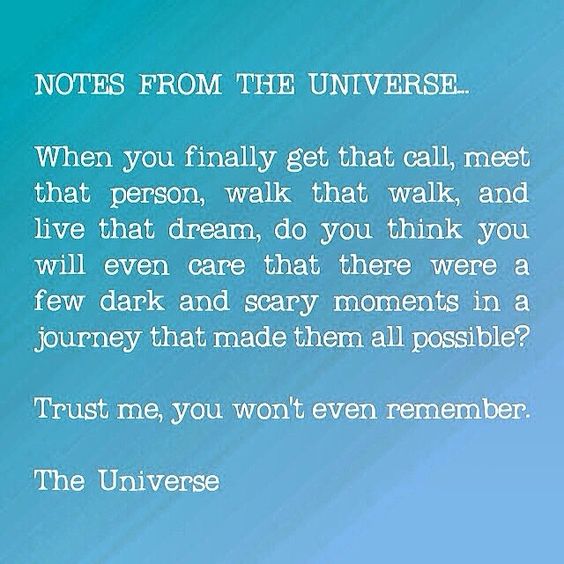 NOTES FROM THE UNIVERSE...
When you finally get that call, meet
that person, walk that walk, and
live that dream, do you think you
will even care that there were a
few dark and scary moments in a
journey that made them all possible?
Trust me, you won't even remember.
The Universe